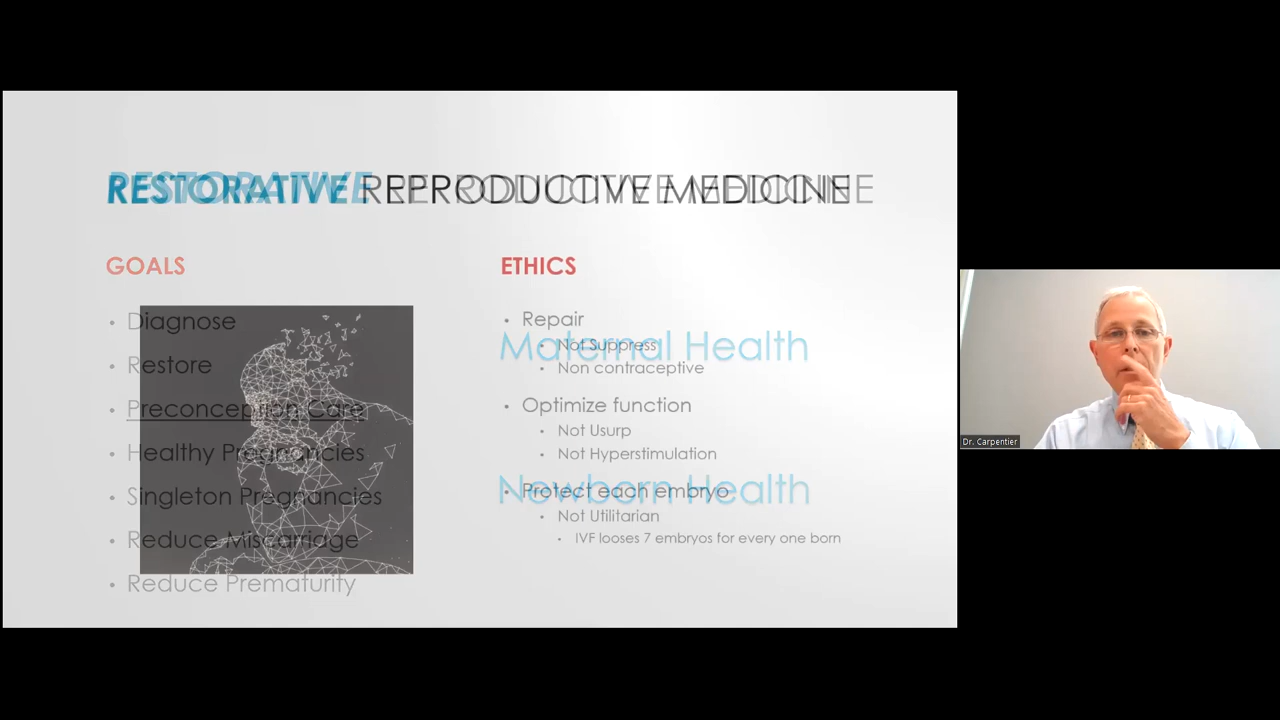 RESTORATIVE REPRODUCTIVE MEDICINE
GOALS
Diagnose
Restore
Preconception Care
Healthy Pregnancies
Singleton Pregnancies
Reduce Miscarriage
Reduce Prematurity
ETHICS
Repair
Not Suppress
Non contraceptive
Optimize function
Not Usurp
Not Hyperstimulation
Protect each embryo
Not Utilitarian
IVF looses 7 embryos for every one born
Maternal Health
Newborn Health
Dr. Carpentier